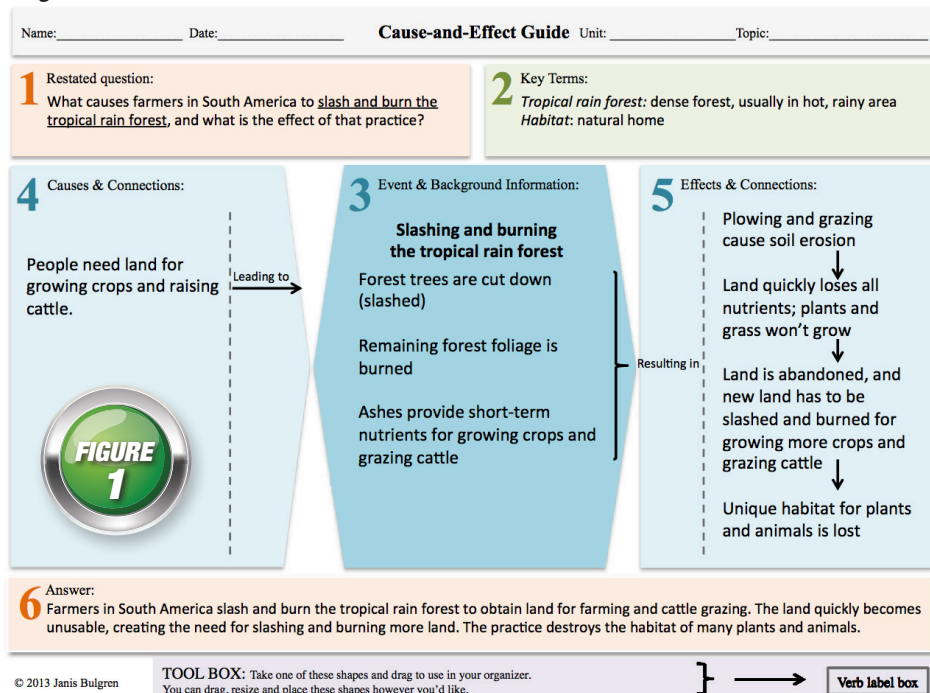 Name:__________________ Date:__________________ Cause-and-Effect Guide Unit: __________________Topic:_______________________
1 Restated question:
What causes farmers in South America to slash and burn the
tropical rain forest, and what is the effect of that practice?
2 Key Terms:
Tropical rain forest: dense forest, usually in hot, rainy area
Habitat: natural home
4 Causes & Connections:
People need land for
growing crops and raising
cattle.
Leading to
FIGURE
1
3 Event & Background Information:
Slashing and burning
the tropical rain forest
Forest trees are cut down
(slashed)
Remaining forest foliage is
burned
Ashes provide short-term
nutrients for growing crops and
grazing cattle
Resulting in
5 Effects & Connections:
Plowing and grazing
cause soil erosion
Land quickly loses all
nutrients; plants and
grass won't grow
Land is abandoned, and
new land has to be
slashed and burned for
growing more crops and
grazing cattle
Unique habitat for plants
and animals is lost
6 Answer:
Farmers in South America slash and burn the tropical rain forest to obtain land for farming and cattle grazing. The land quickly becomes
unusable, creating the need for slashing and burning more land. The practice destroys the habitat of many plants and animals.
© 2013 Janis Bulgren
TOOL BOX: Take one of these shapes and drag to use in your organizer.
You can drag, resize and place these shapes however you'd like.
Verb label box